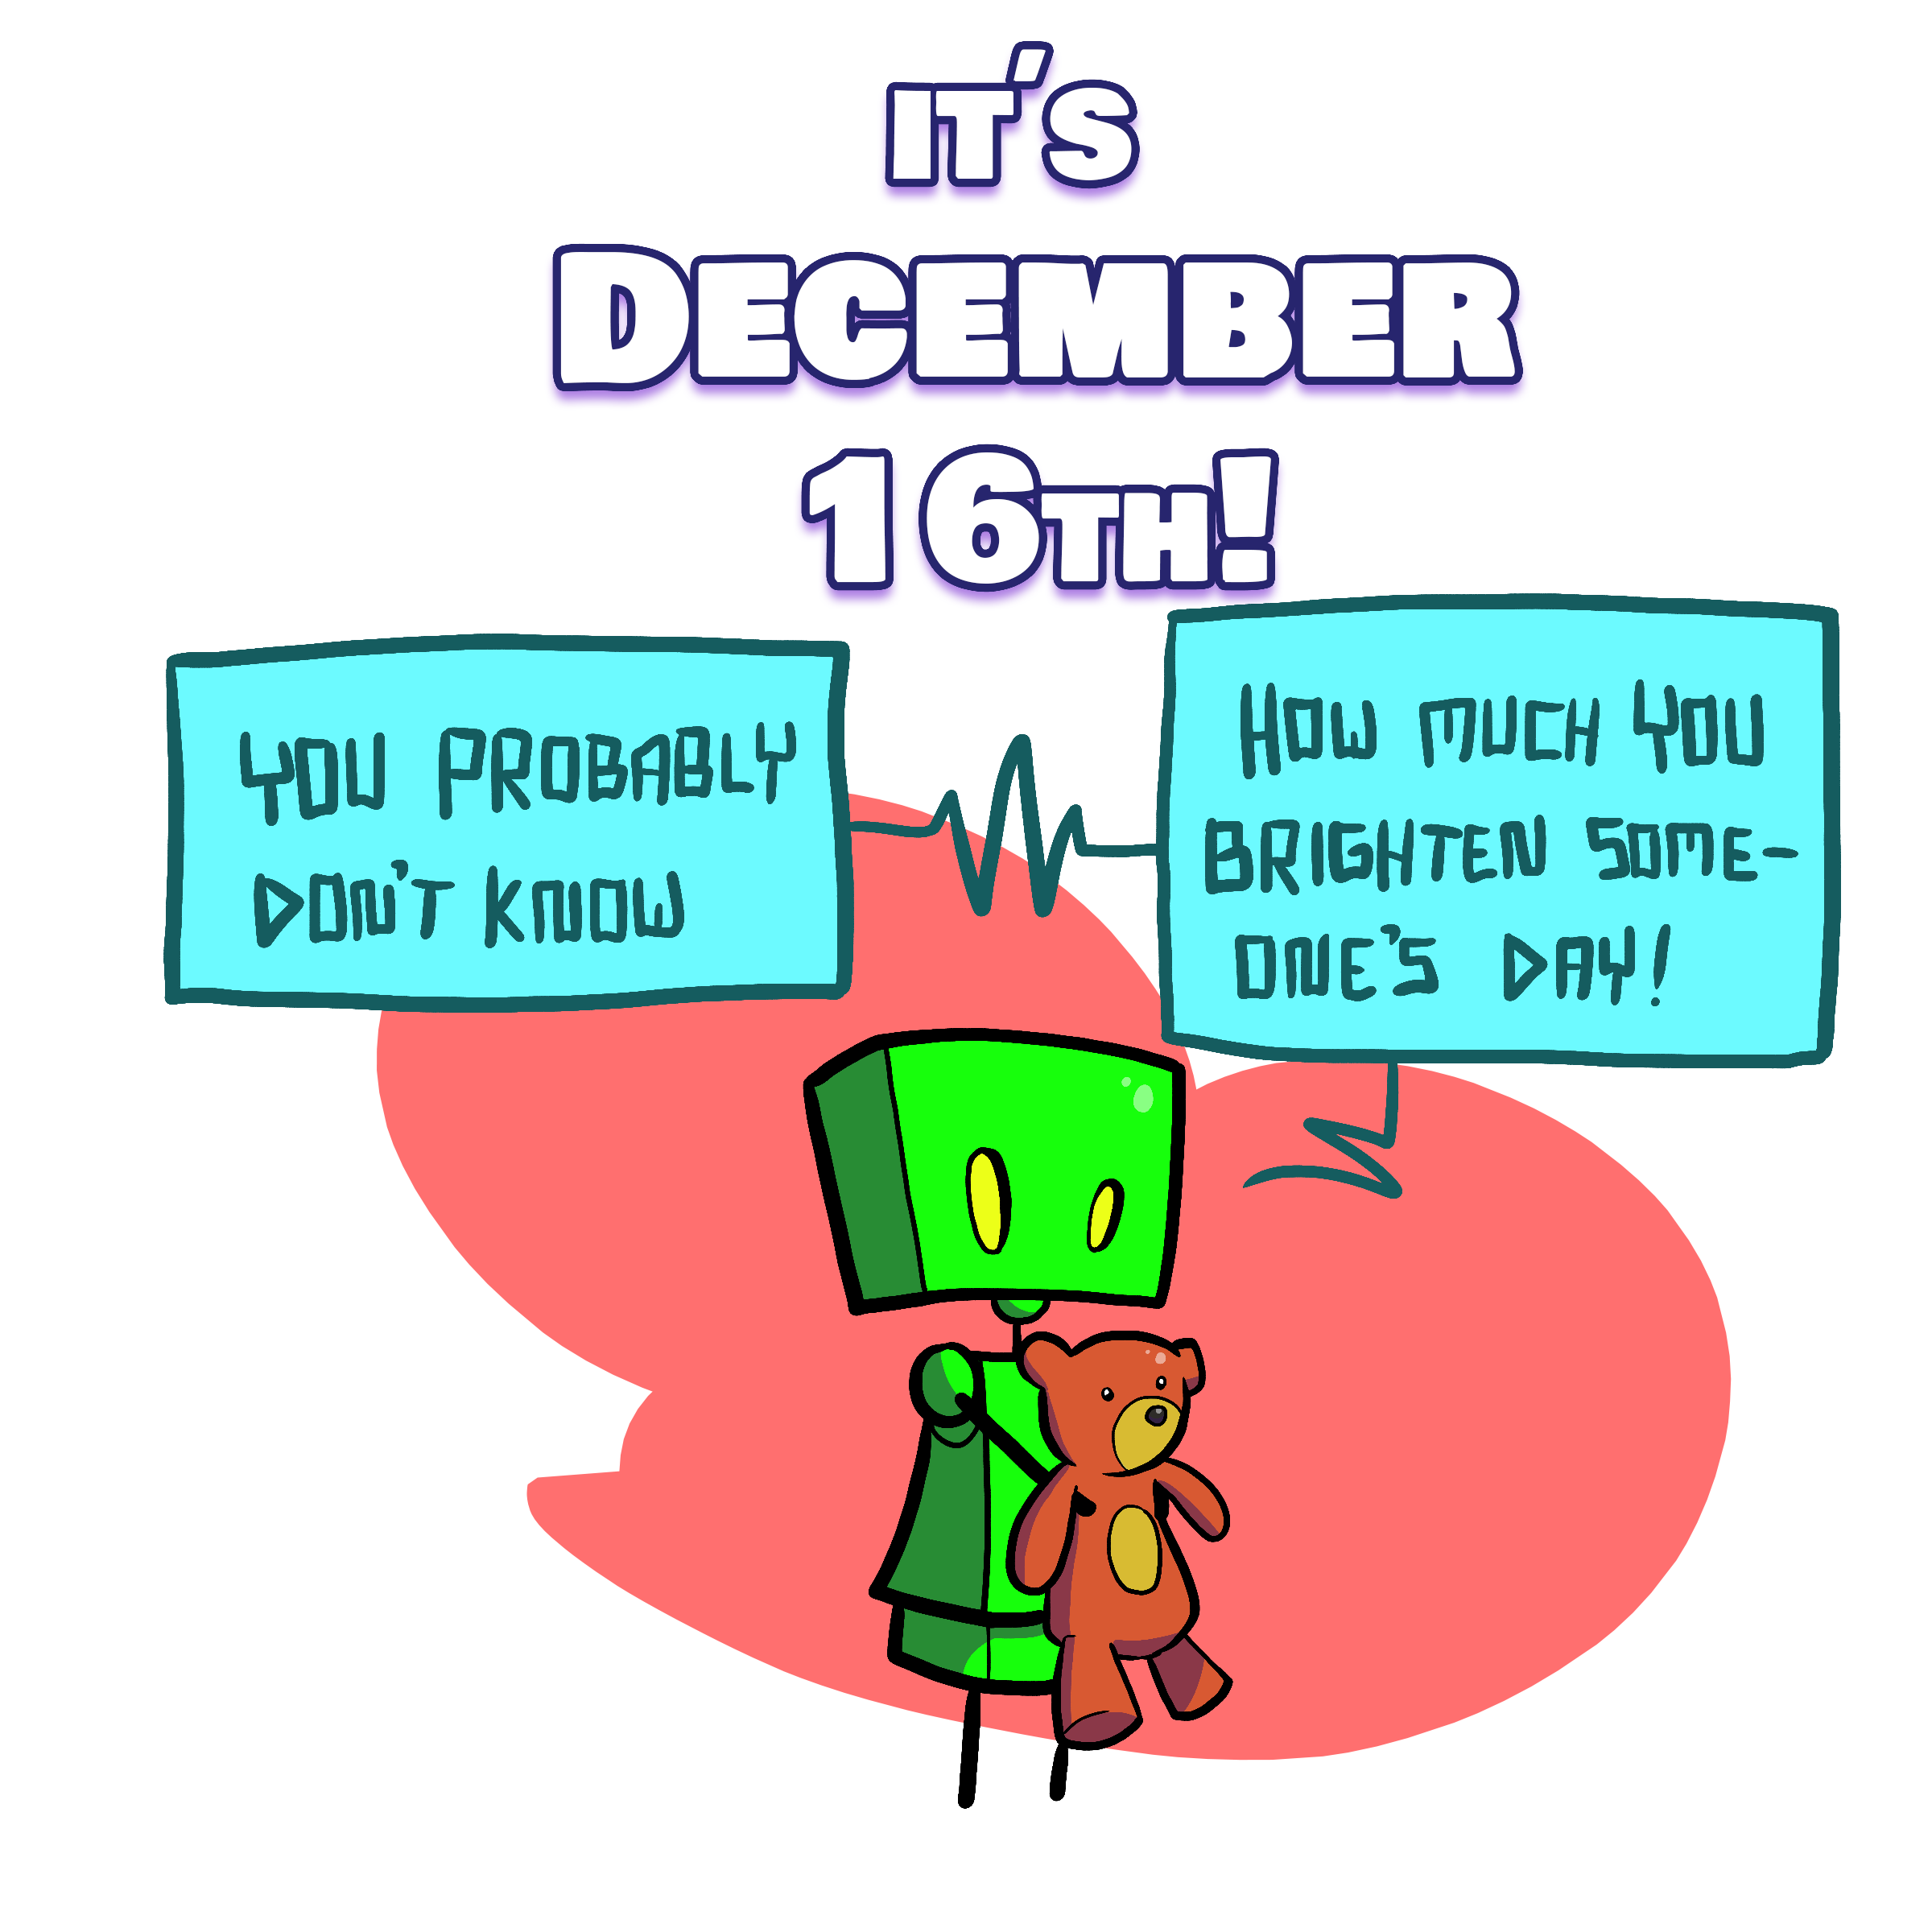 IT'S
DECEMBER
16TH!
YOU PROBABLY
DON'T KNOW
HOW MUCH YOU
BRIGHTEN SOME-
ONE'S DAY!